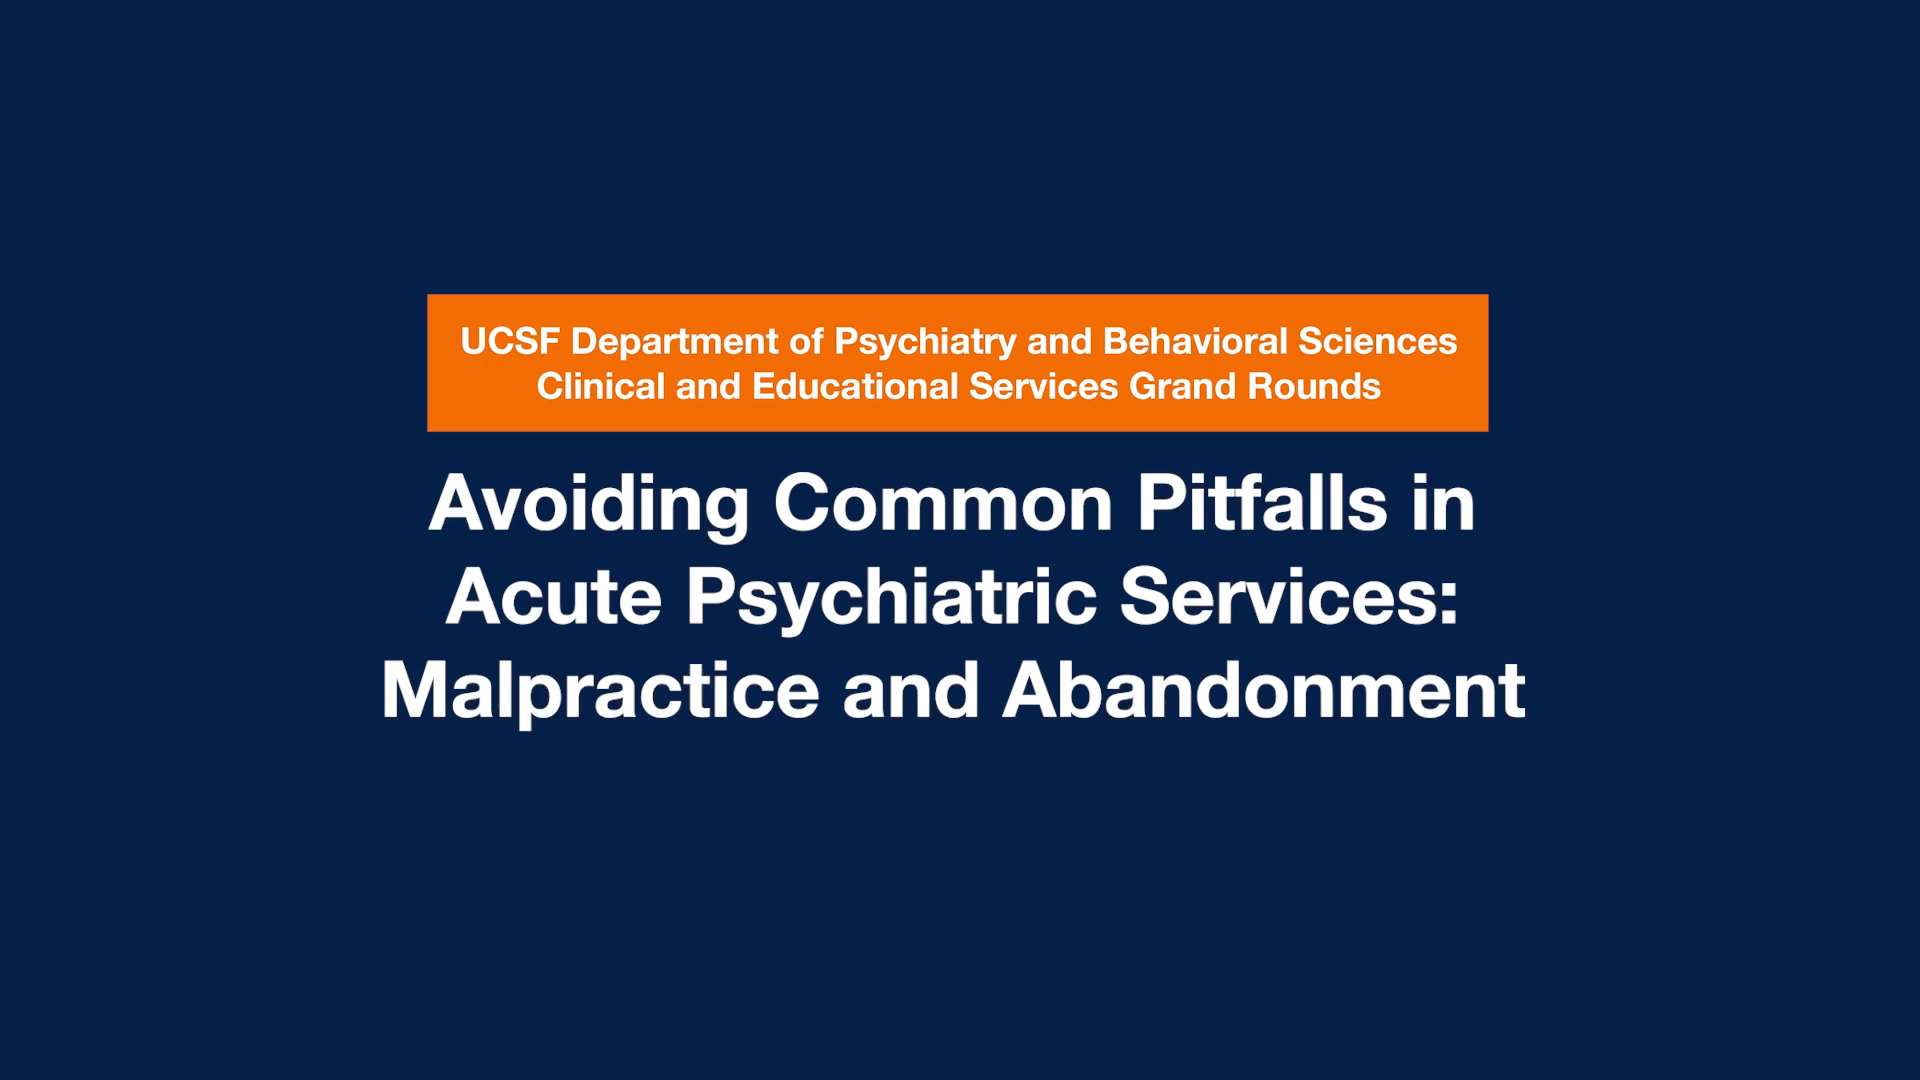 UCSF Department of Psychiatry and Behavioral Sciences
Clinical and Educational Services Grand Rounds
Avoiding Common Pitfalls in
Acute Psychiatric Services:
Malpractice and Abandonment